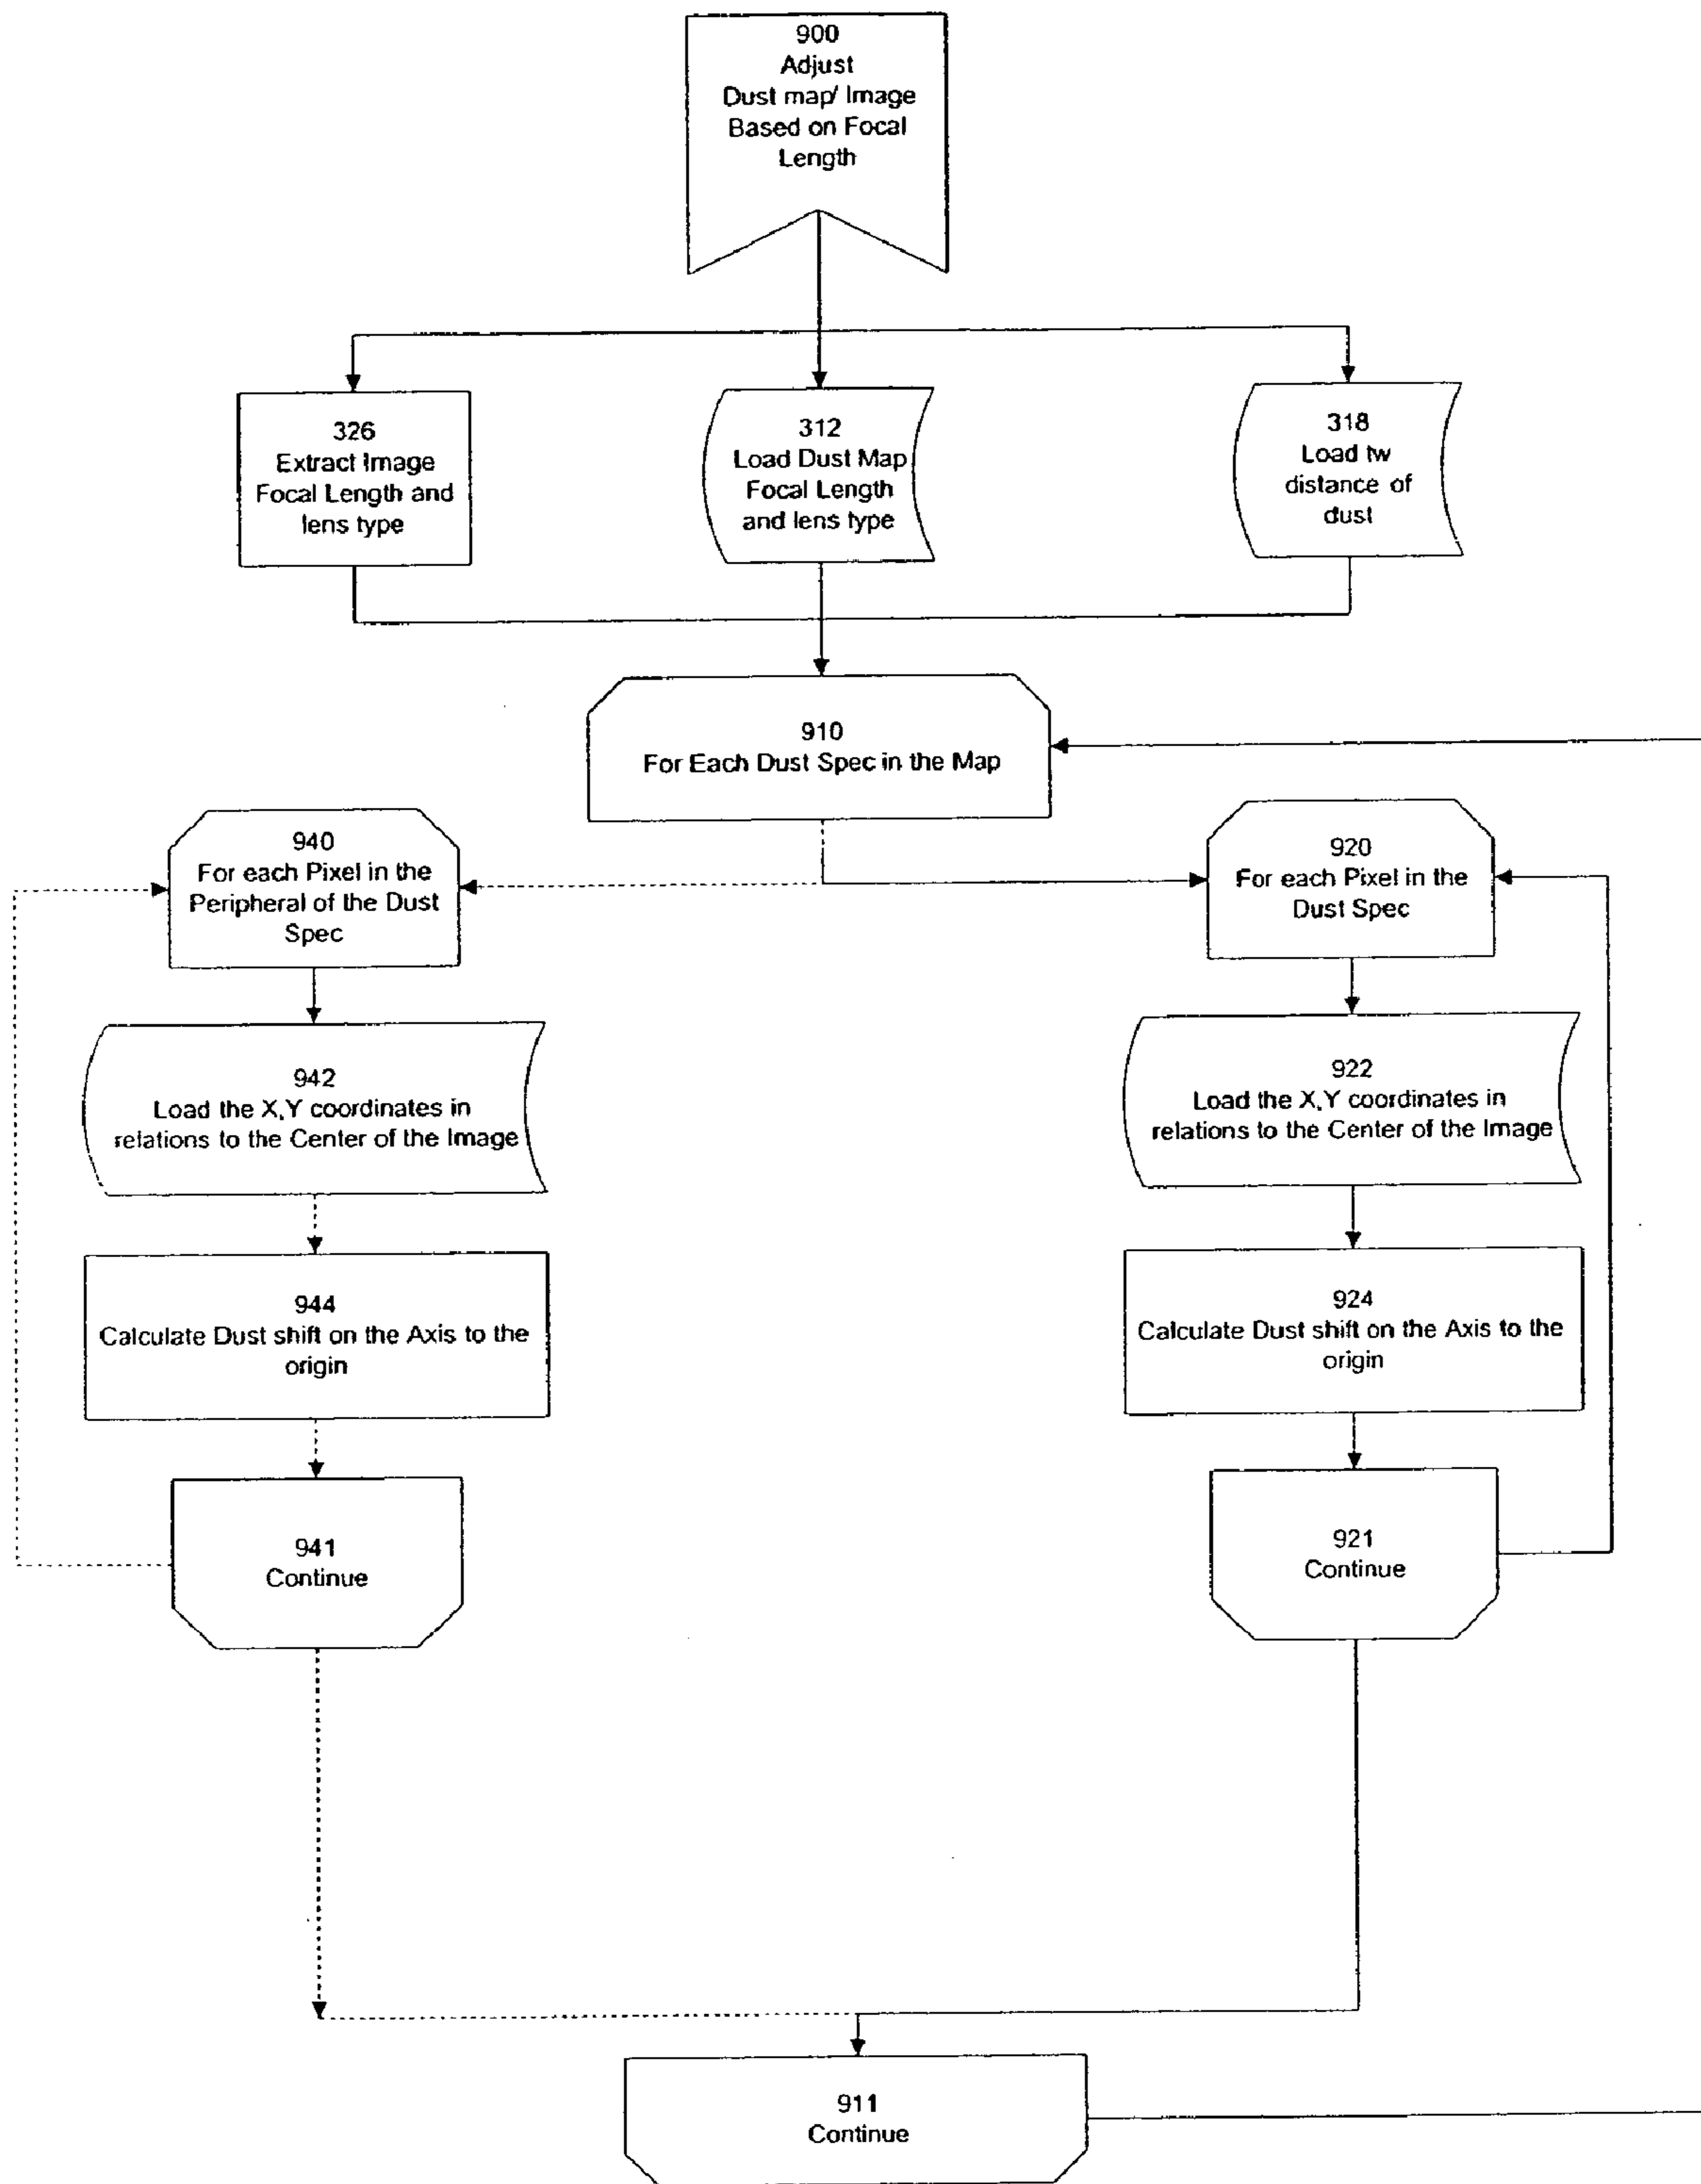 900
Adjust
Dust map/ Image
Based on Focal
Length
326
Extract Image
Focal Length and
lens type
312
Load Dust Map
Focal Length
and lens type
318
Load tw
distance of
dust
910
For Each Dust Spec in the Map
940
For each Pixel in the
Peripheral of the Dust
Spec
920
For each Pixel in the
Dust Spec
942
Load the X,Y coordinates in
relations to the Center of the Image
922
Load the X,Y coordinates in
relations to the Center of the Image
944
Calculate Dust shift on the Axis to the
origin
924
Calculate Dust shift on the Axis to the
origin
941
Continue
921
Continue
911
Continue